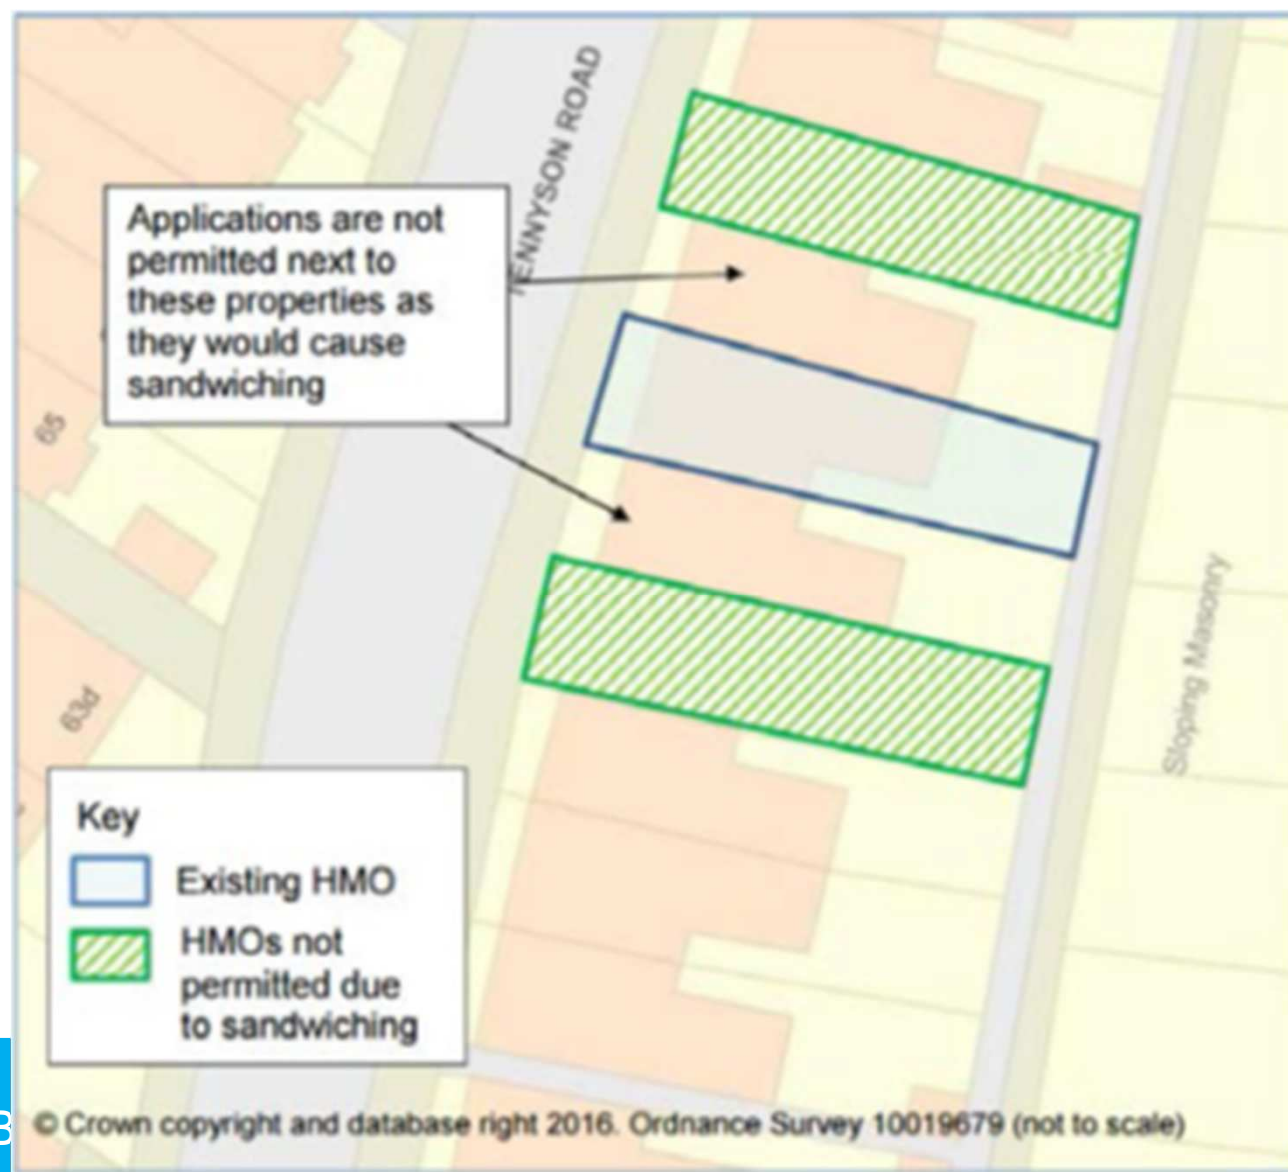 TENNYSON ROAD
Applications are not
permitted next to
these properties as
they would cause
sandwiching
65
63d
Sloping Masonry
Key
Existing HMO
HMOs not
permitted due
to sandwiching
© Crown copyright and database right 2016. Ordnance Survey 10019679 (not to scale)